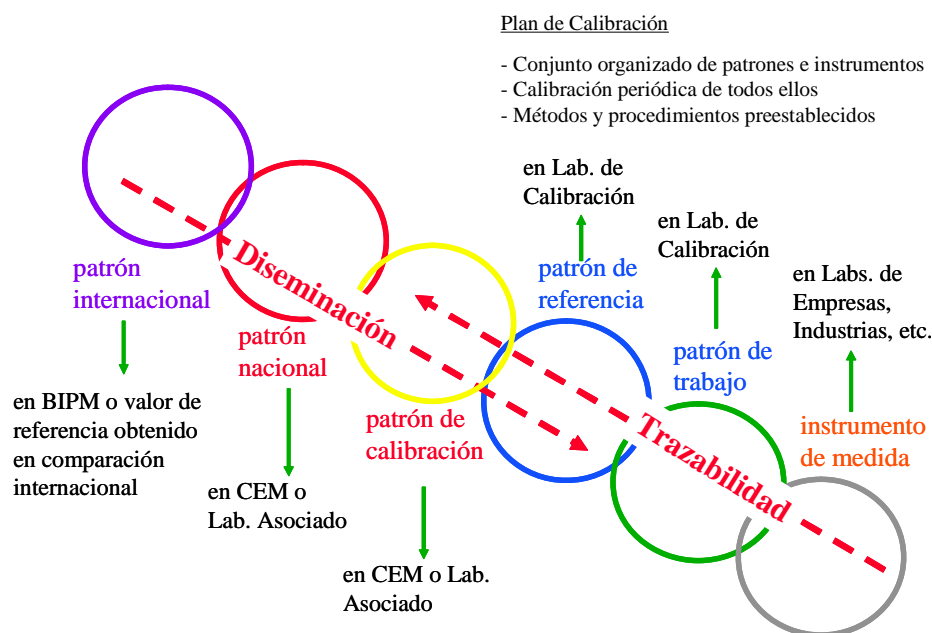 Plan de Calibración
- Conjunto organizado de patrones e instrumentos
- Calibración periódica de todos ellos
- Métodos y procedimientos preestablecidos
en Lab. de
Calibración
en Lab. de
Calibración
en Labs. de
Empresas,
Industrias, etc.
Diseminación
patrón
internacional
patrón de
referencia
patrón
nacional
patrón de
trabajo
en BIPM o valor de
referencia obtenido
en comparación
internacional
patrón de
calibración
Trazabilidad
instrumento
de medida
en CEM o
Lab. Asociado
en CEM o Lab.
Asociado